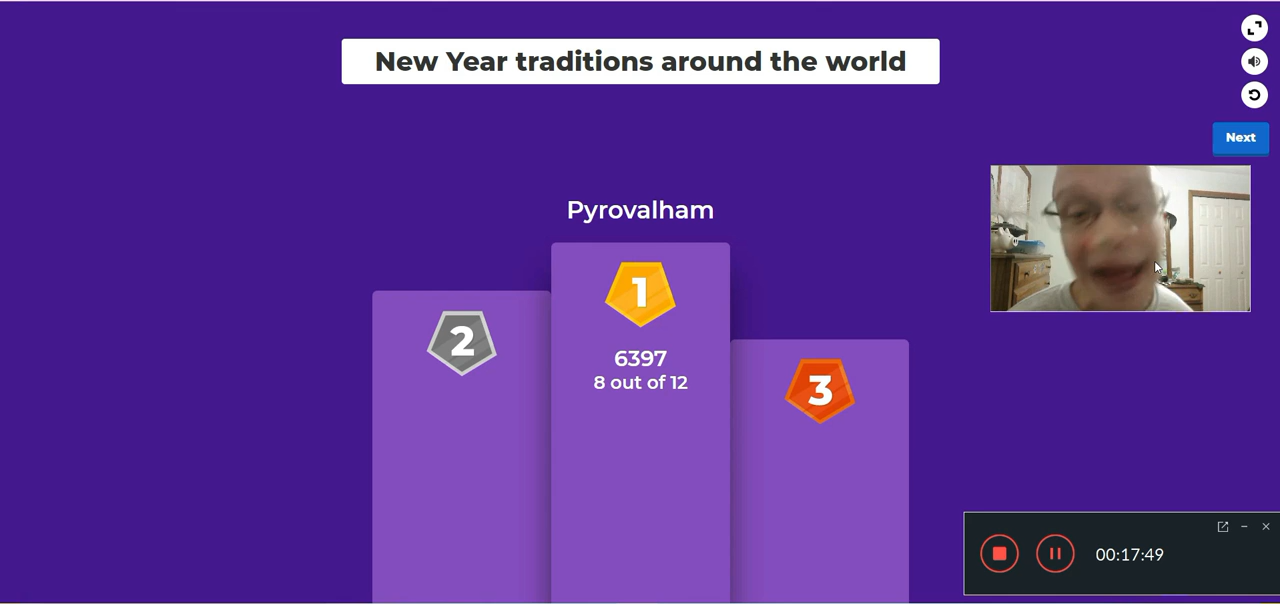 New Year traditions around the world
Next
Pyrovalham
1
6397
8 out of 12
2
3
00:17:49